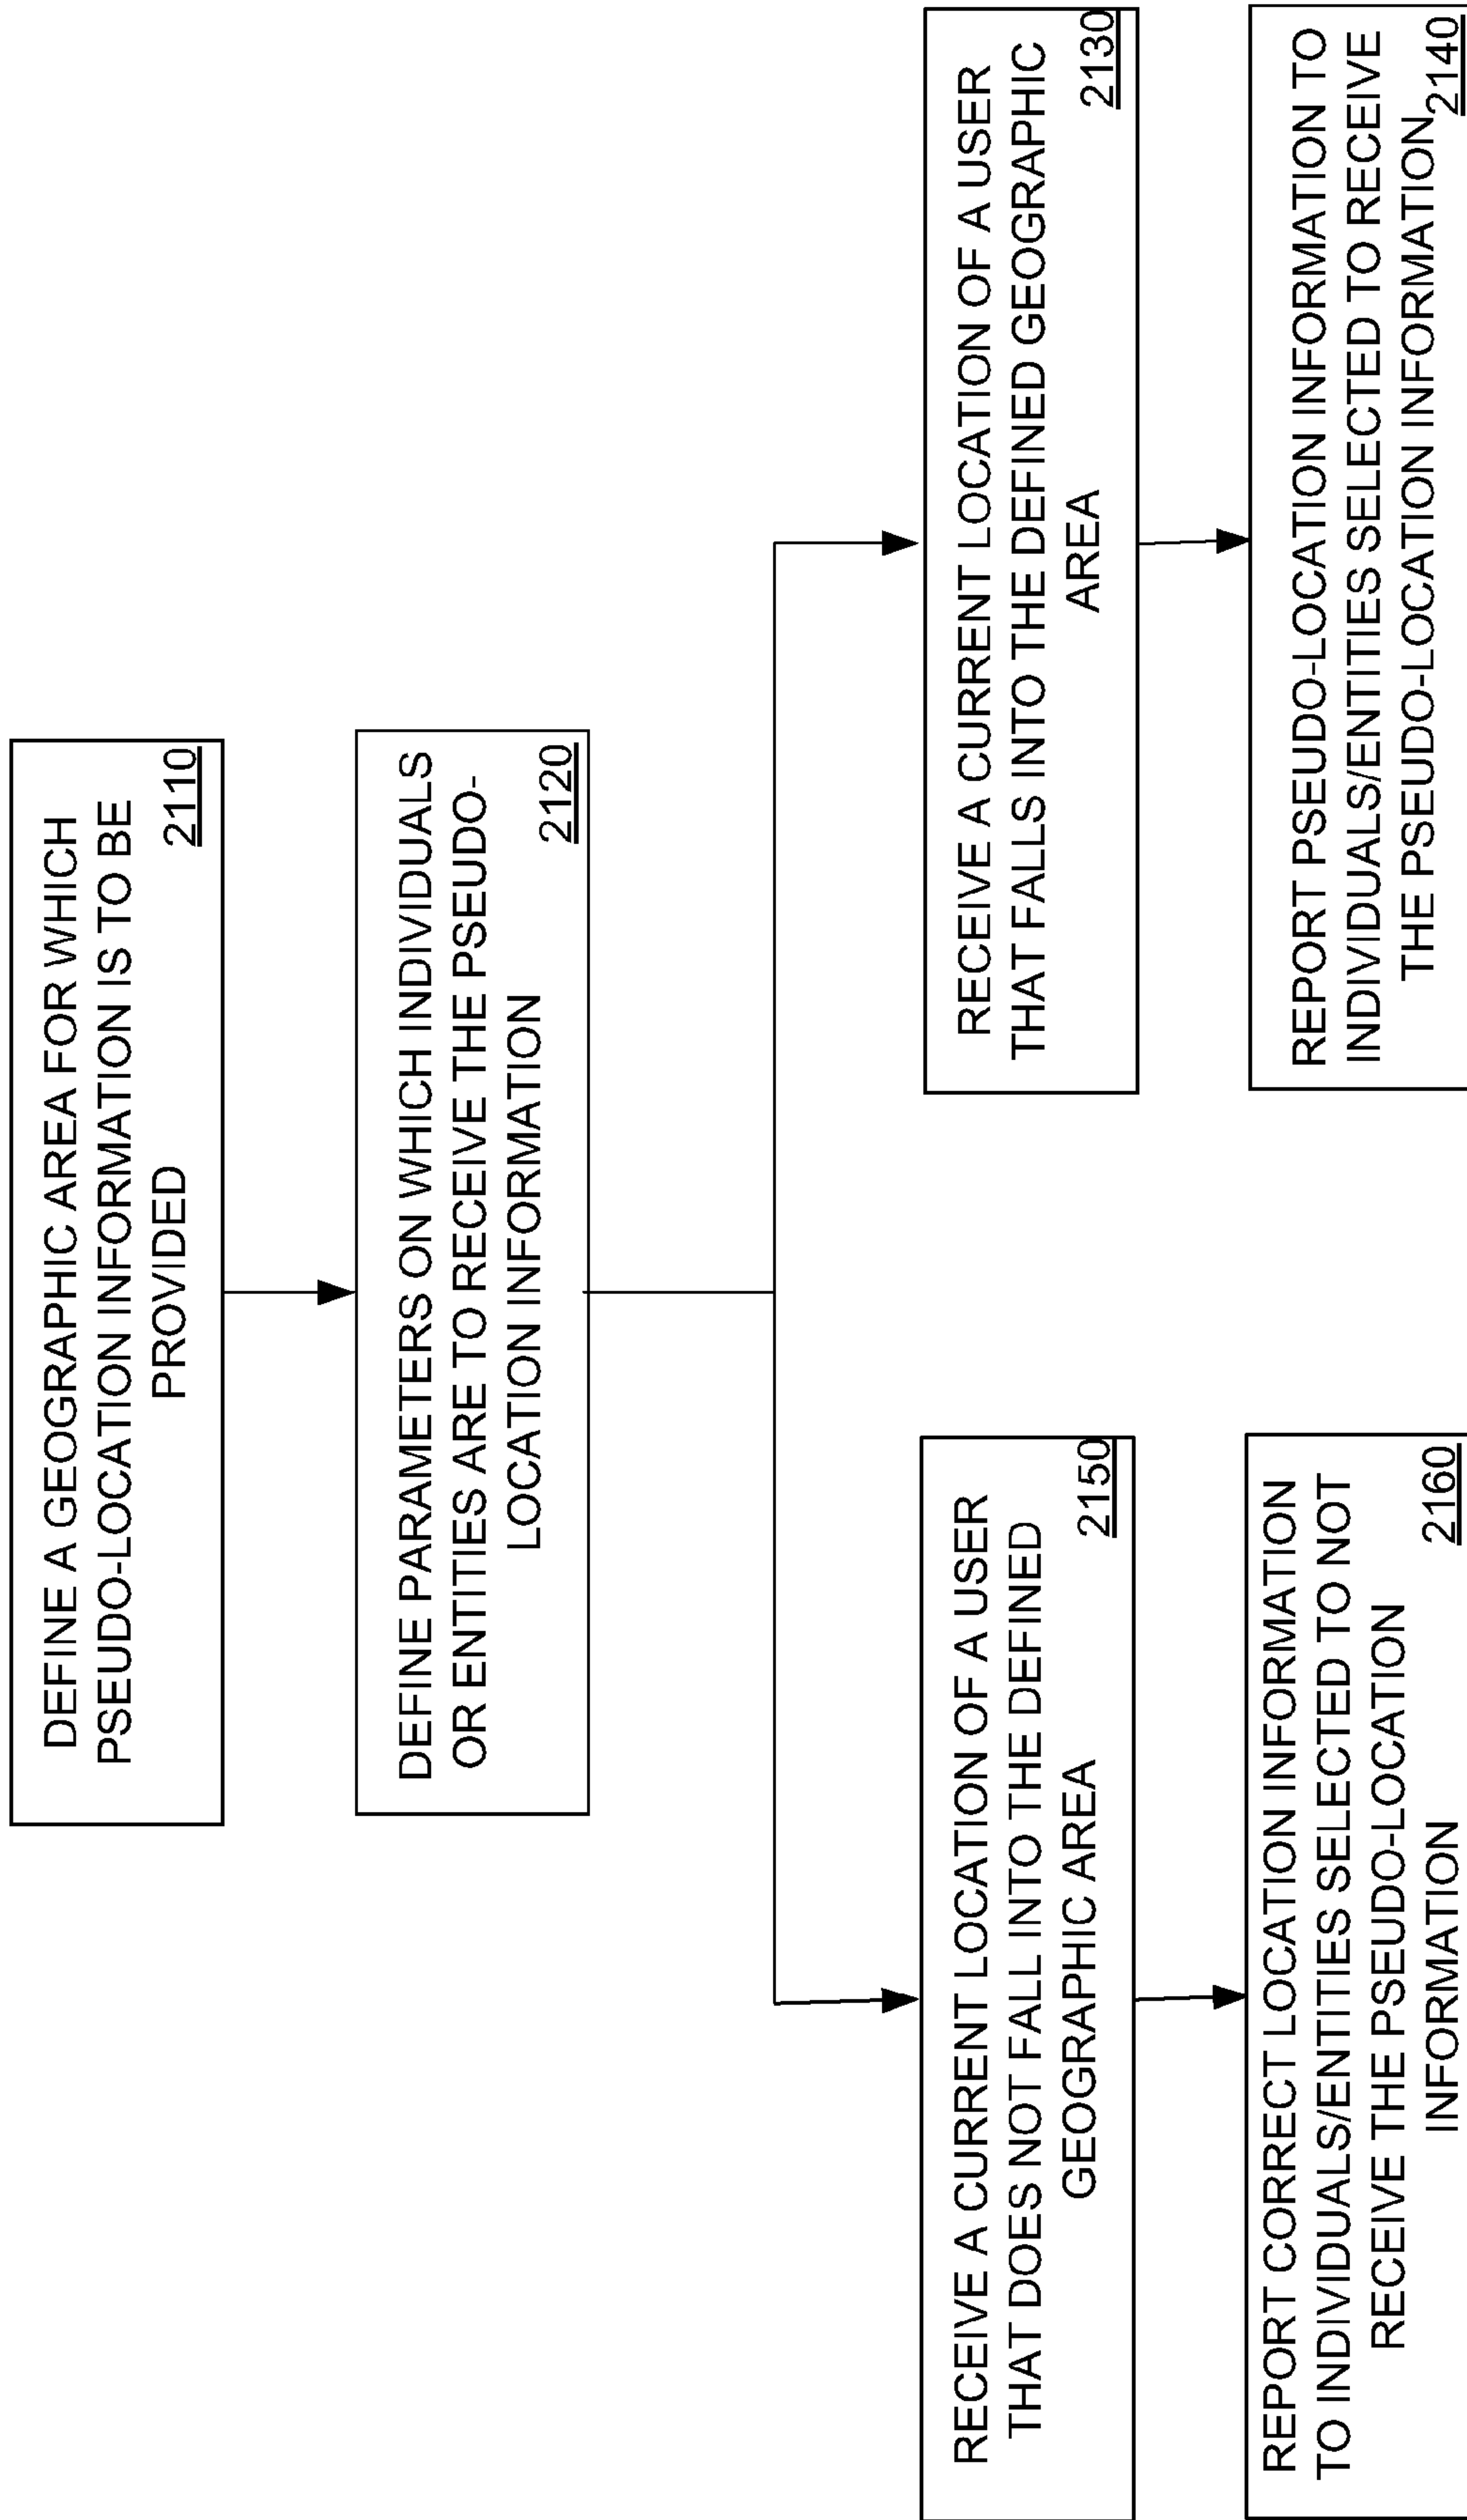 DEFINE A GEOGRAPHIC AREA FOR WHICH
PSEUDO-LOCATION INFORMATION IS TO BE
PROVIDED
2110
DEFINE PARAMETERS ON WHICH INDIVIDUALS
OR ENTITIES ARE TO RECEIVE THE PSEUDO-
LOCATION INFORMATION
2120
RECEIVE A CURRENT LOCATION OF A USER
THAT DOES NOT FALL INTO THE DEFINED
GEOGRAPHIC AREA
2150
RECEIVE A CURRENT LOCATION OF A USER
THAT FALLS INTO THE DEFINED GEOGRAPHIC
AREA
2130
REPORT CORRECT LOCATION INFORMATION
TO INDIVIDUALS/ENTITIES SELECTED TO NOT
RECEIVE THE PSEUDO-LOCATION
INFORMATION
2160
REPORT PSEUDO-LOCATION INFORMATION TO
INDIVIDUALS/ENTITIES SELECTED TO RECEIVE
THE PSEUDO-LOCATION INFORMATION
2140